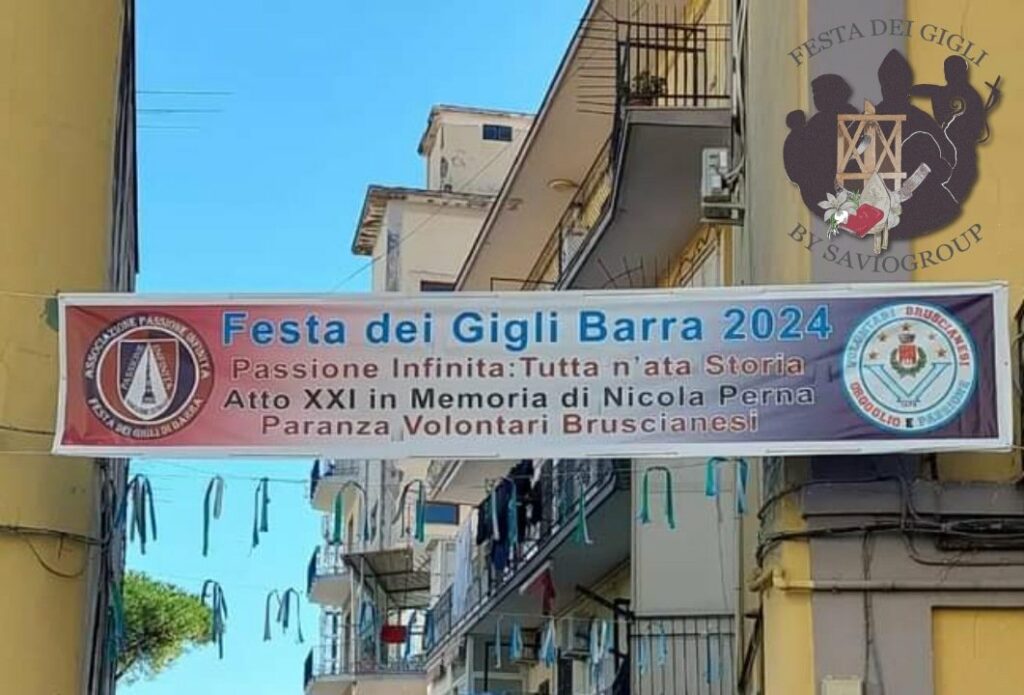 FESTA DEI GIGLI
BY SAVIOGROUP
Festa dei Gigli Barra 2024
Passione Infinita: Tutta n'ata Storia
Atto XXI in Memoria di Nicola Perna
Paranza Volontari Bruscianesi
ASSOCIAZIONE PASSIONE INFINITA
FESTA DEI GIGLI DI BARRA
VOLONTARI BRUSCIANESI
ORGOGLIO E PASSIONE